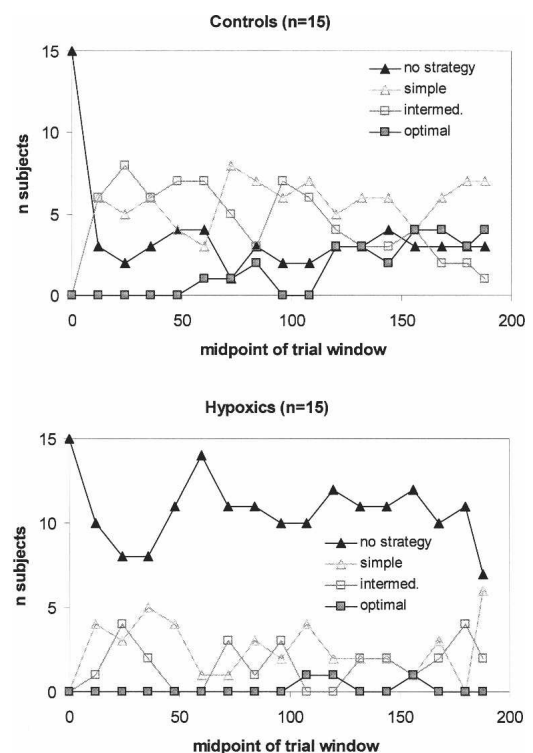 Controls (n=15)
15
10
5
0
n subjects
no strategy
simple
intermed.
optimal
0
50
100
150
200
midpoint of trial window
Hypoxics (n=15)
15
10
5
0
n subjects
no strategy
simple
intermed.
optimal
0
50
100
150
200
midpoint of trial window